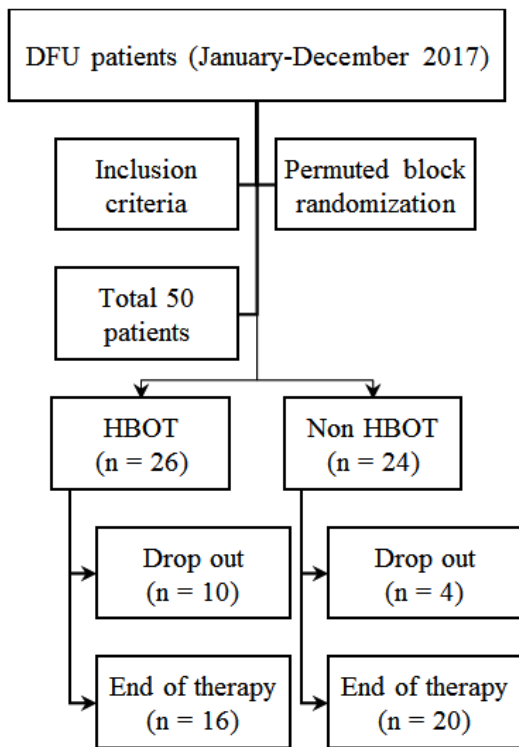 DFU patients (January-December 2017)
Inclusion
criteria
Permuted block
randomization
Total 50
patients
HBOT
(n = 26)
Non HBOT
(n = 24)
Drop out
(n = 10)
Drop out
(n = 4)
End of therapy
(n = 16)
End of therapy
(n = 20)